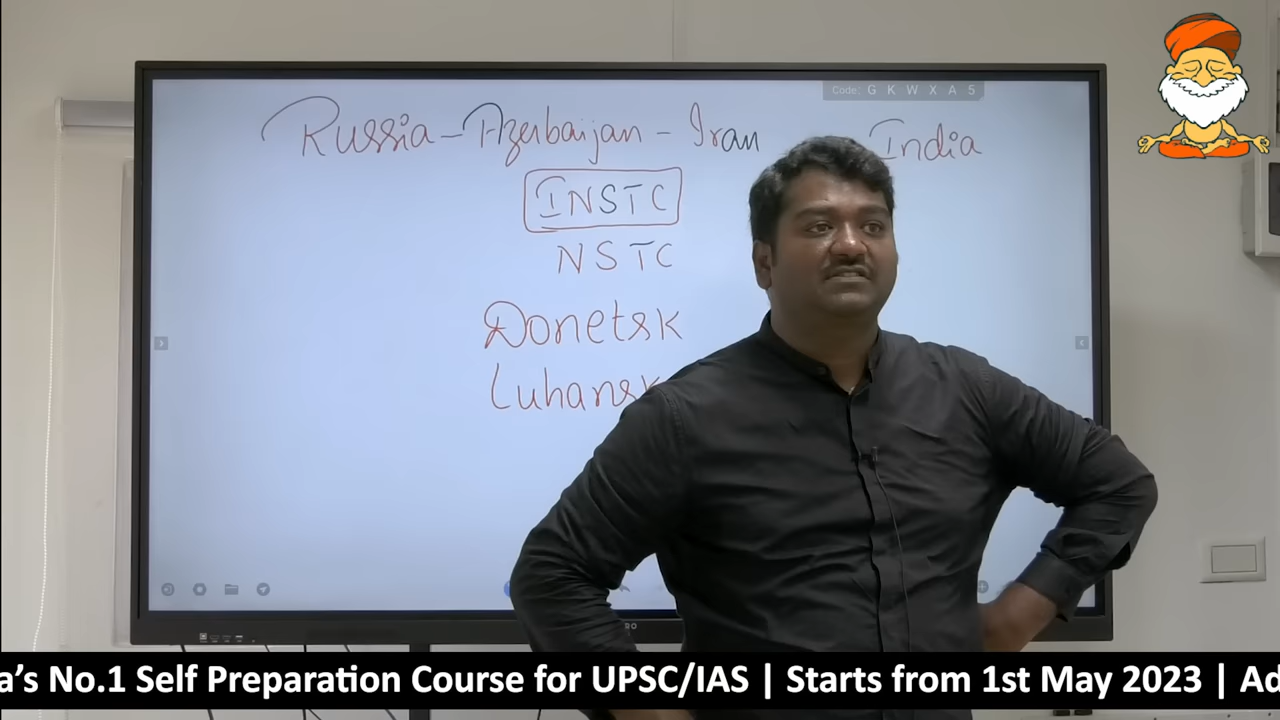 Code: G K W X A 5
Russia - Azerbaijan - Iran India
INSTC
NSTC
Donetsk
Luhansk
a's No.1 Self Preparation Course for UPSC/IAS | Starts from 1st May 2023 | Ad